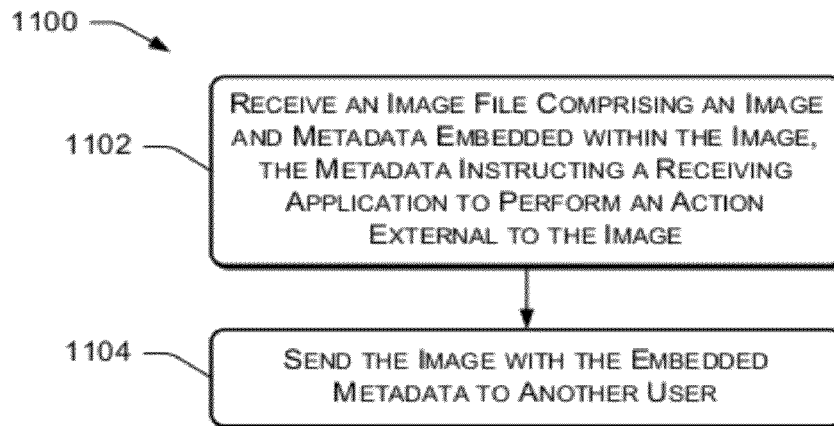 1100
1102
RECEIVE AN IMAGE FILE COMPRISING AN IMAGE
AND METADATA EMBEDDED WITHIN THE IMAGE,
THE METADATA INSTRUCTING A RECEIVING
APPLICATION TO PERFORM AN ACTION
EXTERNAL TO THE IMAGE
1104
SEND THE IMAGE WITH THE EMBEDDED
METADATA TO ANOTHER USER